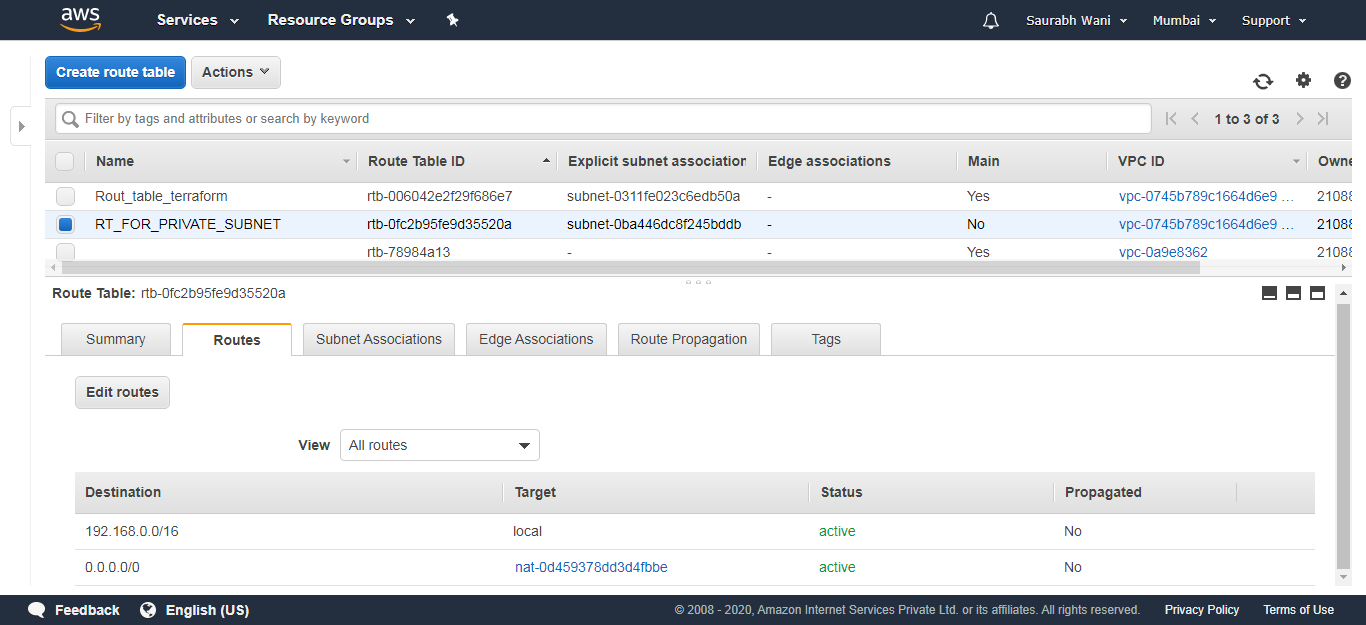 aws Services Resource Groups Saurabh Wani Mumbai Support
Create route table Actions
Filter by tags and attributes or search by keyword 1 to 3 of 3
Name Route Table ID Explicit subnet association Edge associations Main VPC ID Owne
Rout_table_terraform rtb-006042e2f29f686e7 subnet-0311fe023c6edb50a - Yes vpc-0745b789c1664d6e9 ... 21088
RT_FOR_PRIVATE_SUBNET rtb-0fc2b95fe9d35520a subnet-0ba446dc8f245bddb - No vpc-0745b789c1664d6e9 ... 21088
rtb-78984a13 - - Yes vpc-0a9e8362 21088
Route Table: rtb-0fc2b95fe9d35520a
Summary Routes Subnet Associations Edge Associations Route Propagation Tags
Edit routes
View All routes
Destination Target Status Propagated
192.168.0.0/16 local active No
0.0.0.0/0 nat-0d459378dd3d4fbbe active No
Feedback English (US) © 2008 - 2020, Amazon Internet Services Private Ltd. or its affiliates. All rights reserved. Privacy Policy Terms of Use